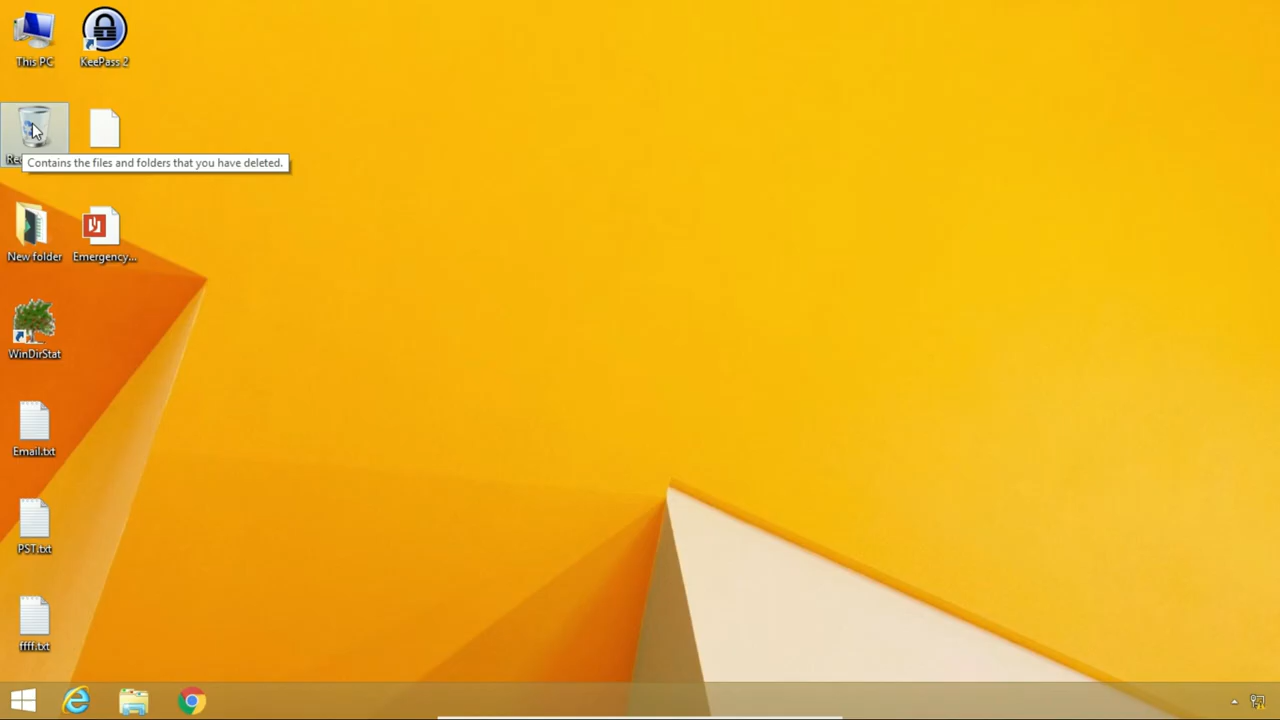 This PC
KeePass 2
Contains the files and folders that you have deleted.
New folder
Emergency...
WinDirStat
Email.txt
PST.txt
ffff.txt